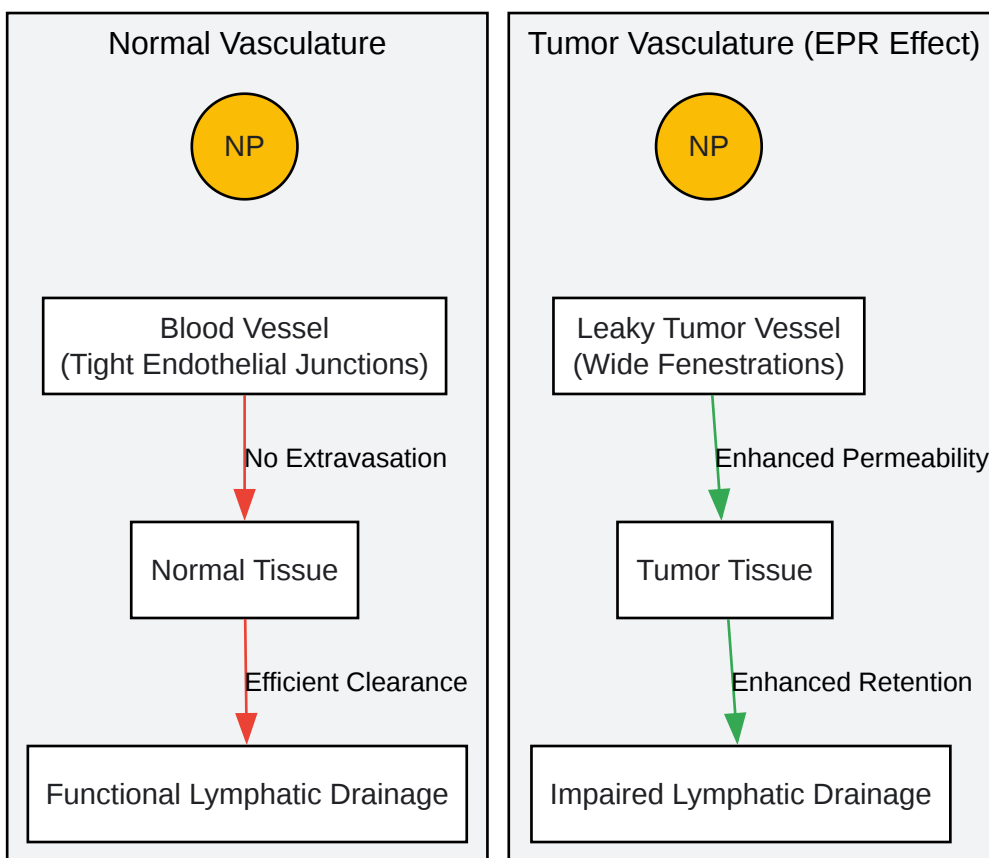 Normal Vasculature
NP
Blood Vessel
(Tight Endothelial Junctions)
No Extravasation
Normal Tissue
Efficient Clearance
Functional Lymphatic Drainage
Tumor Vasculature (EPR Effect)
NP
Leaky Tumor Vessel
(Wide Fenestrations)
Enhanced Permeability
Tumor Tissue
Enhanced Retention
Impaired Lymphatic Drainage